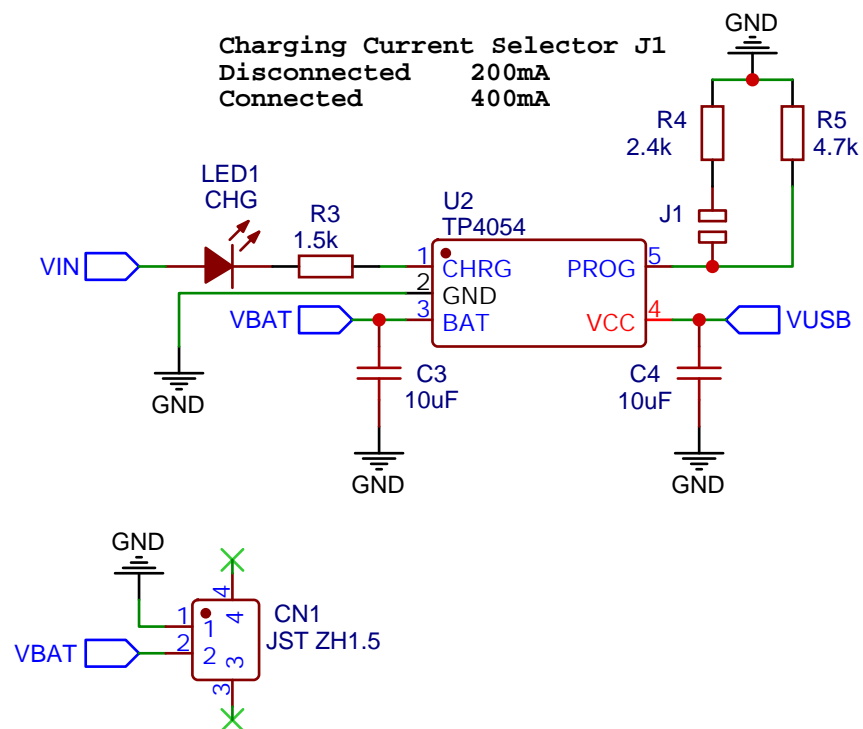 Charging Current Selector J1
Disconnected 200mA
Connected 400mA
GND
R4
2.4k
R5
4.7k
J1
LED1
CHG
R3
1.5k
U2
TP4054
VIN
1
CHRG
PROG
5
2
GND
VBAT
3
BAT
VCC
4
VUSB
C3
10uF
C4
10uF
GND
GND
GND
GND
4
4
1
1
CN1
JST ZH1.5
VBAT
2
2
3
3